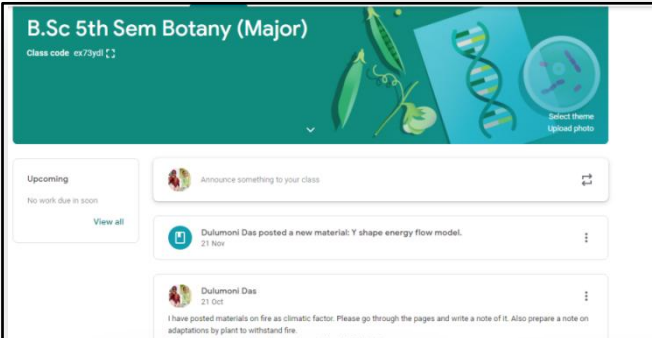 B.Sc 5th Sem Botany (Major)
Class code ex73ydl
Select theme
Upload photo
Upcoming
No work due in soon
View all
Announce something to your class
Dulumoni Das posted a new material: Y shape energy flow model.
21 Nov
Dulumoni Das
21 Oct
I have posted materials on fire as climatic factor. Please go through the pages and write a note of it. Also prepare a note on
adaptations by plant to withstand fire.